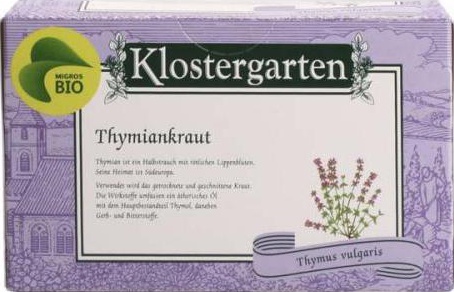 MIGROS
BIO
Klostergarten
Thymiankraut
Thymian ist ein Halbstrauch mit rötlichen Lippenblüten.
Seine Heimat ist Südeuropa.
Verwendet wird das getrocknete und geschnittene Kraut.
Die Wirkstoffe umfassen ein ätherisches Öl
mit dem Hauptbestandteil Thymol, daneben
Gerb- und Bitterstoffe.
Thymus vulgaris